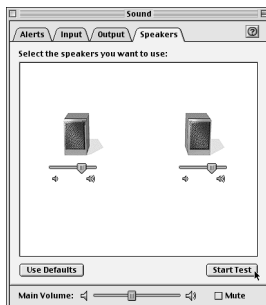 Sound
Alerts Input Output Speakers
Select the speakers you want to use:
Use Defaults Start Test
Main Volume: Mute